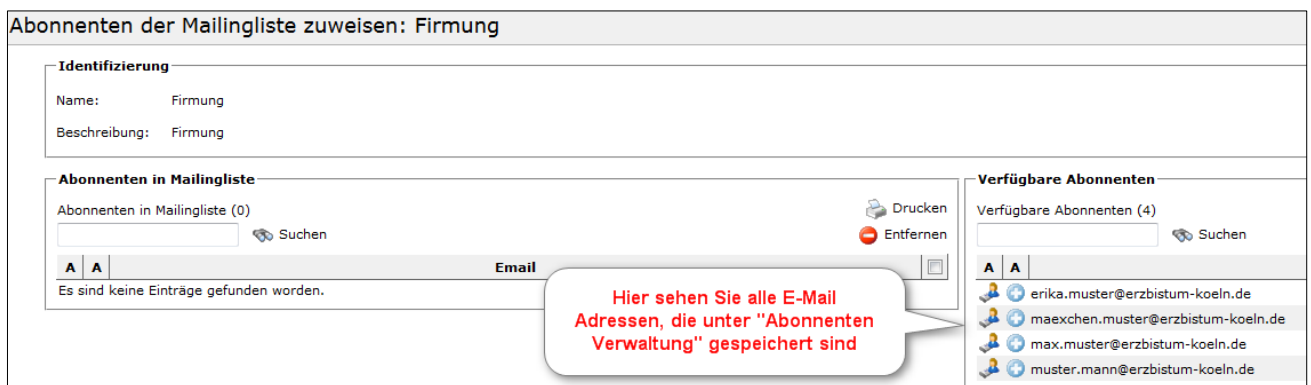 Abonnenten der Mailingliste zuweisen: Firmung
Identifizierung
Name: Firmung
Beschreibung: Firmung
Abonnenten in Mailingliste
Abonnenten in Mailingliste (0)
Drucken
Suchen
Entfernen
A A Email
Es sind keine Einträge gefunden worden.
Hier sehen Sie alle E-Mail
Adressen, die unter "Abonnenten
Verwaltung" gespeichert sind
Verfügbare Abonnenten
Verfügbare Abonnenten (4)
Suchen
A A
erika.muster@erzbistum-koeln.de
maexchen.muster@erzbistum-koeln.de
max.muster@erzbistum-koeln.de
muster.mann@erzbistum-koeln.de